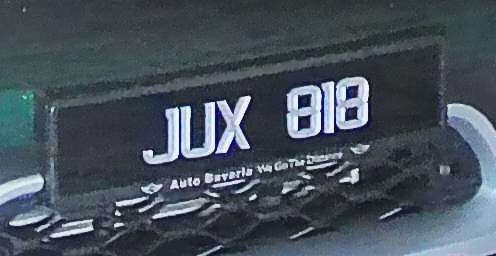 JUX 818
Auto Bavaria We Go The Distance